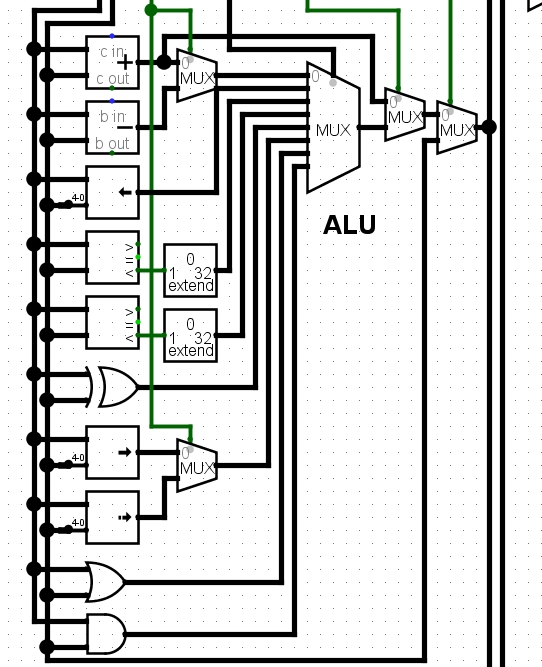 c in
+
c out
0
MUX
b in
−
b out
0
MUX
0
MUX
0
MUX
ALU
4-0
>
=
<
0
1 32
extend
>
=
<
0
1 32
extend
4-0
0
MUX
4-0